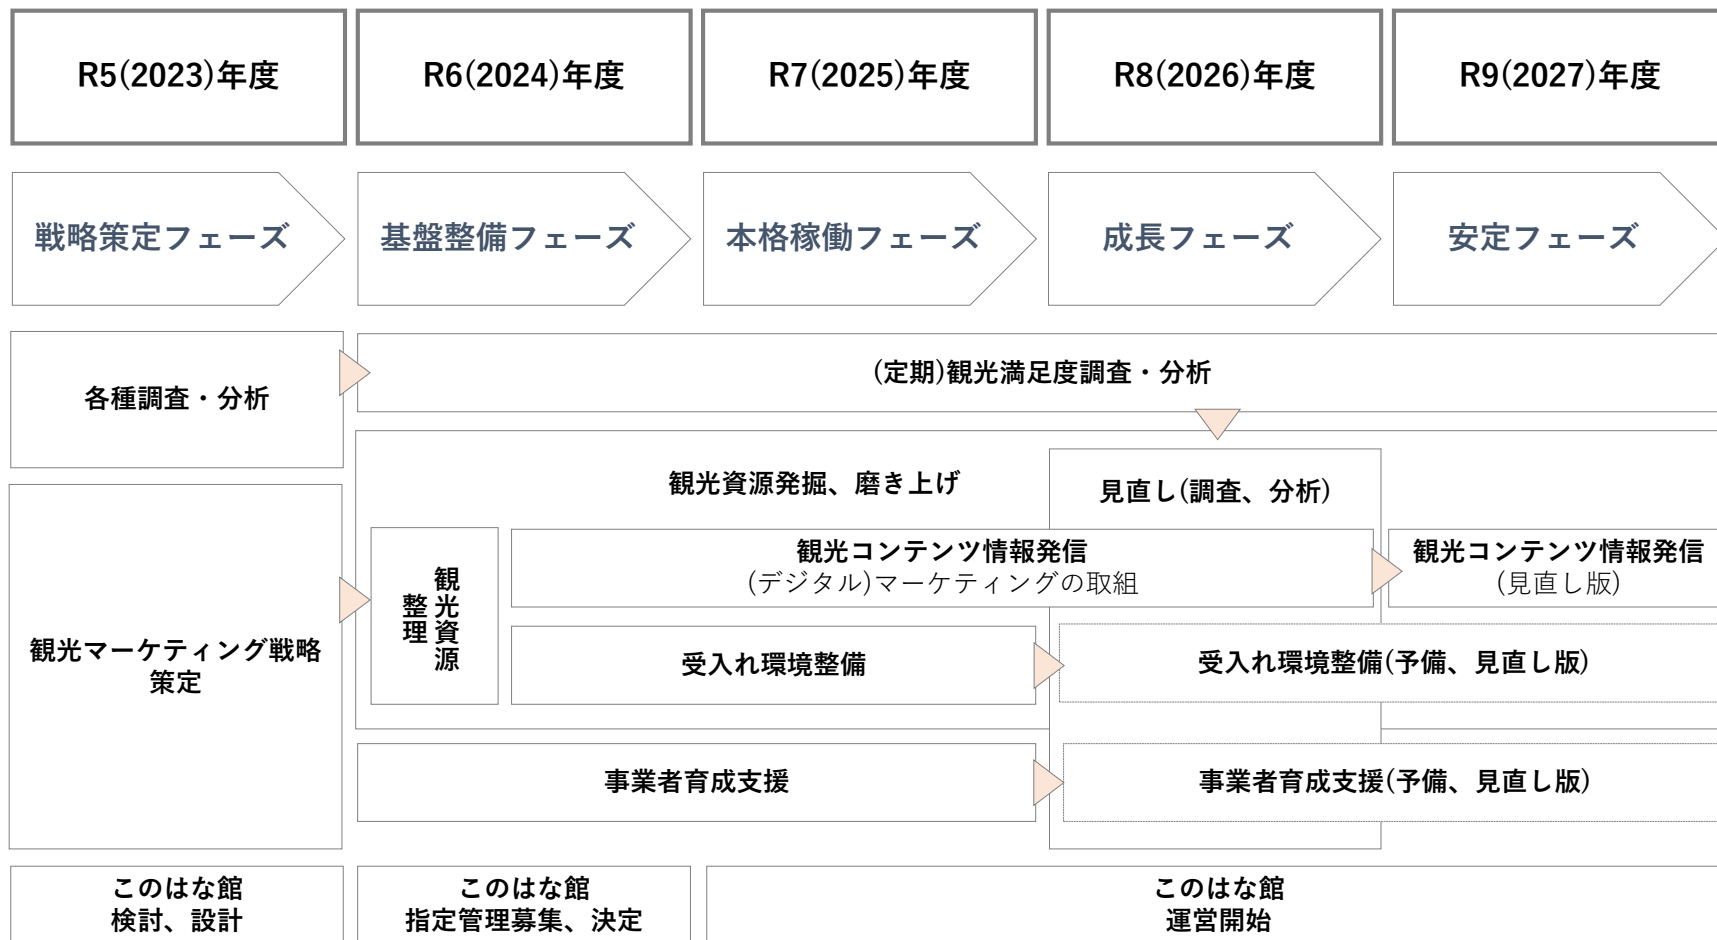 R5(2023)年度
R6(2024)年度
R7(2025)年度
R8(2026)年度
R9(2027)年度
戦略策定フェーズ
基盤整備フェーズ
本格稼働フェーズ
成長フェーズ
安定フェーズ
各種調査・分析
(定期)観光満足度調査・分析
観光資源発掘、磨き上げ
見直し(調査、分析)
観光マーケティング戦略
策定
観光資源
整理
観光コンテンツ情報発信
(デジタル)マーケティングの取組
観光コンテンツ情報発信
(見直し版)
受入れ環境整備
受入れ環境整備(予備、見直し版)
事業者育成支援
事業者育成支援(予備、見直し版)
このはな館
検討、設計
このはな館
指定管理募集、決定
このはな館
運営開始